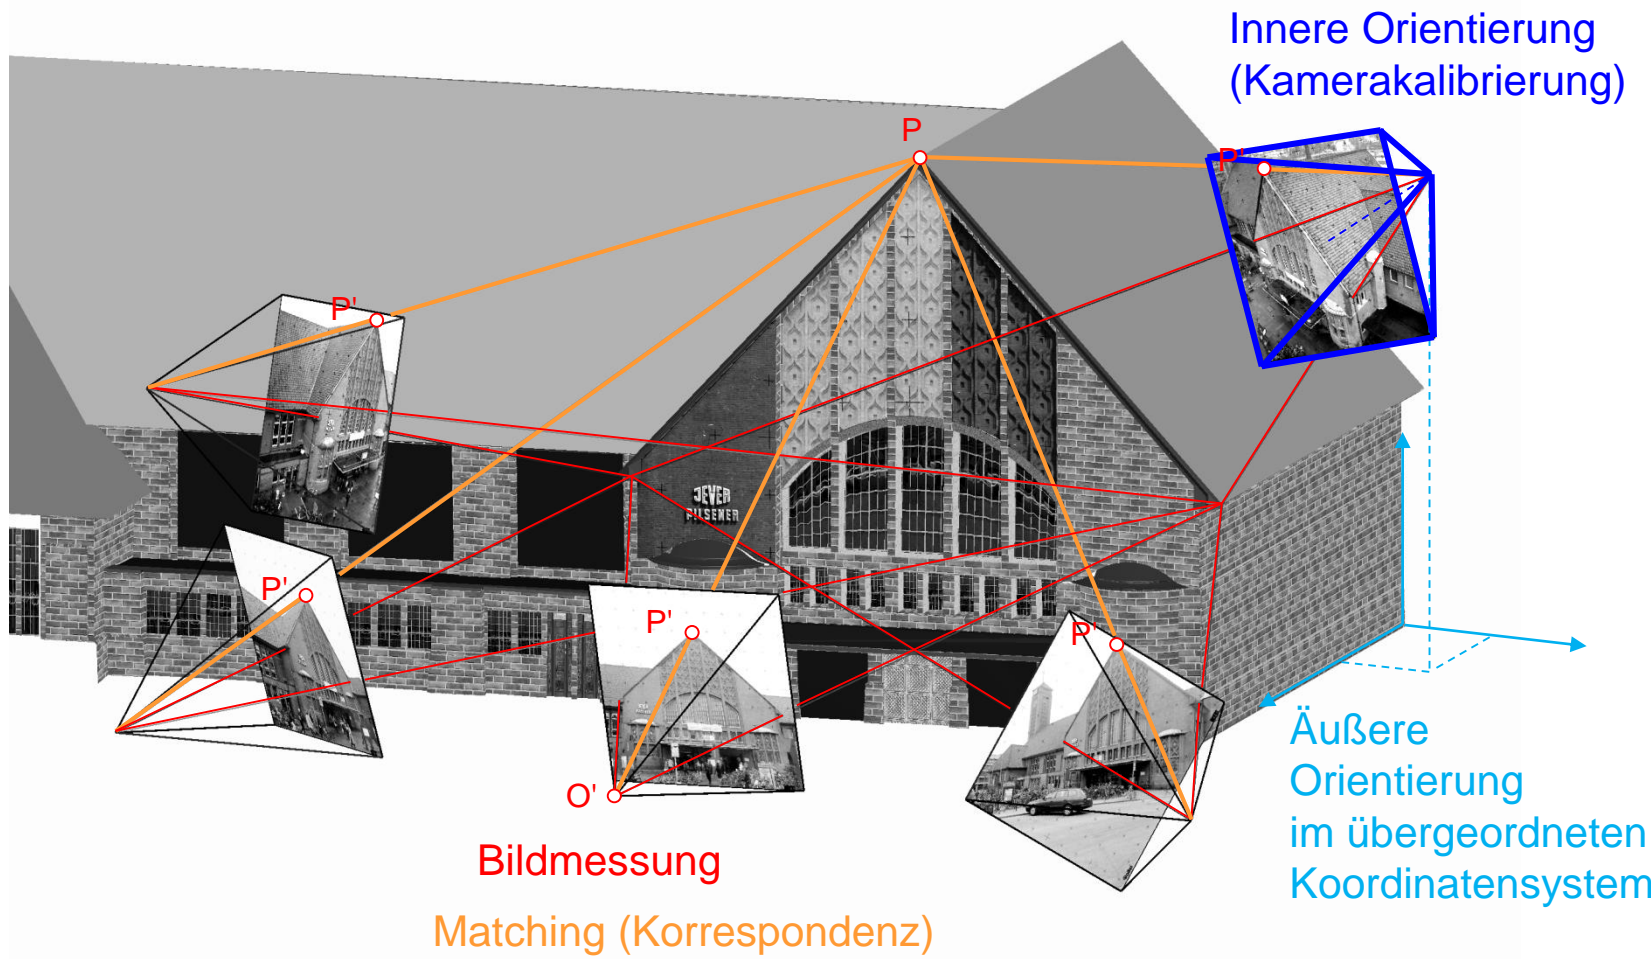 Innere Orientierung
(Kamerakalibrierung)
P
P'
P'
JEVER
PILSENER
P'
P'
P'
O'
Äußere
Orientierung
im übergeordneten
Koordinatensystem
Bildmessung
Matching (Korrespondenz)